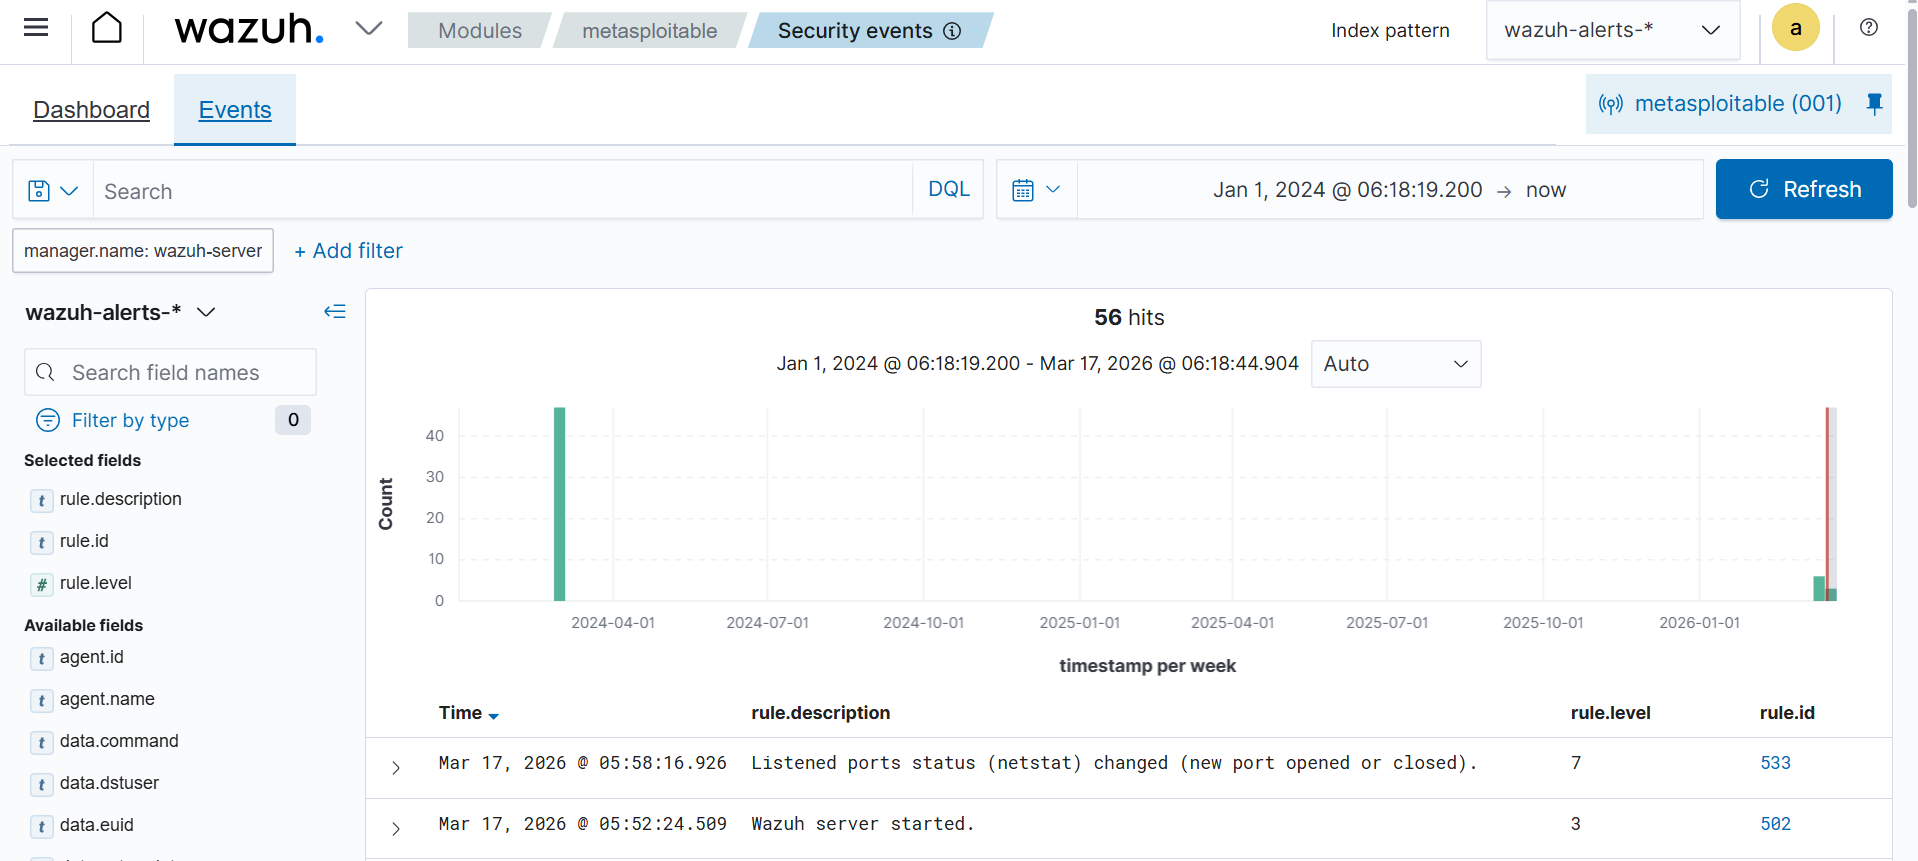 wazuh.
Modules
metasploitable
Security events
Index pattern
wazuh-alerts-*
a
Dashboard
Events
metasploitable (001)
Search
DQL
Jan 1, 2024 @ 06:18:19.200 → now
Refresh
manager.name: wazuh-server
+ Add filter
wazuh-alerts-*
Search field names
Filter by type
0
Selected fields
t rule.description
t rule.id
# rule.level
Available fields
t agent.id
t agent.name
t data.command
t data.dstuser
t data.euid
56 hits
Jan 1, 2024 @ 06:18:19.200 - Mar 17, 2026 @ 06:18:44.904
Auto
Count
40
30
20
10
0
2024-04-01
2024-07-01
2024-10-01
2025-01-01
2025-04-01
2025-07-01
2025-10-01
2026-01-01
timestamp per week
Time rule.description rule.level rule.id
Mar 17, 2026 @ 05:58:16.926 Listened ports status (netstat) changed (new port opened or closed). 7 533
Mar 17, 2026 @ 05:52:24.509 Wazuh server started. 3 502